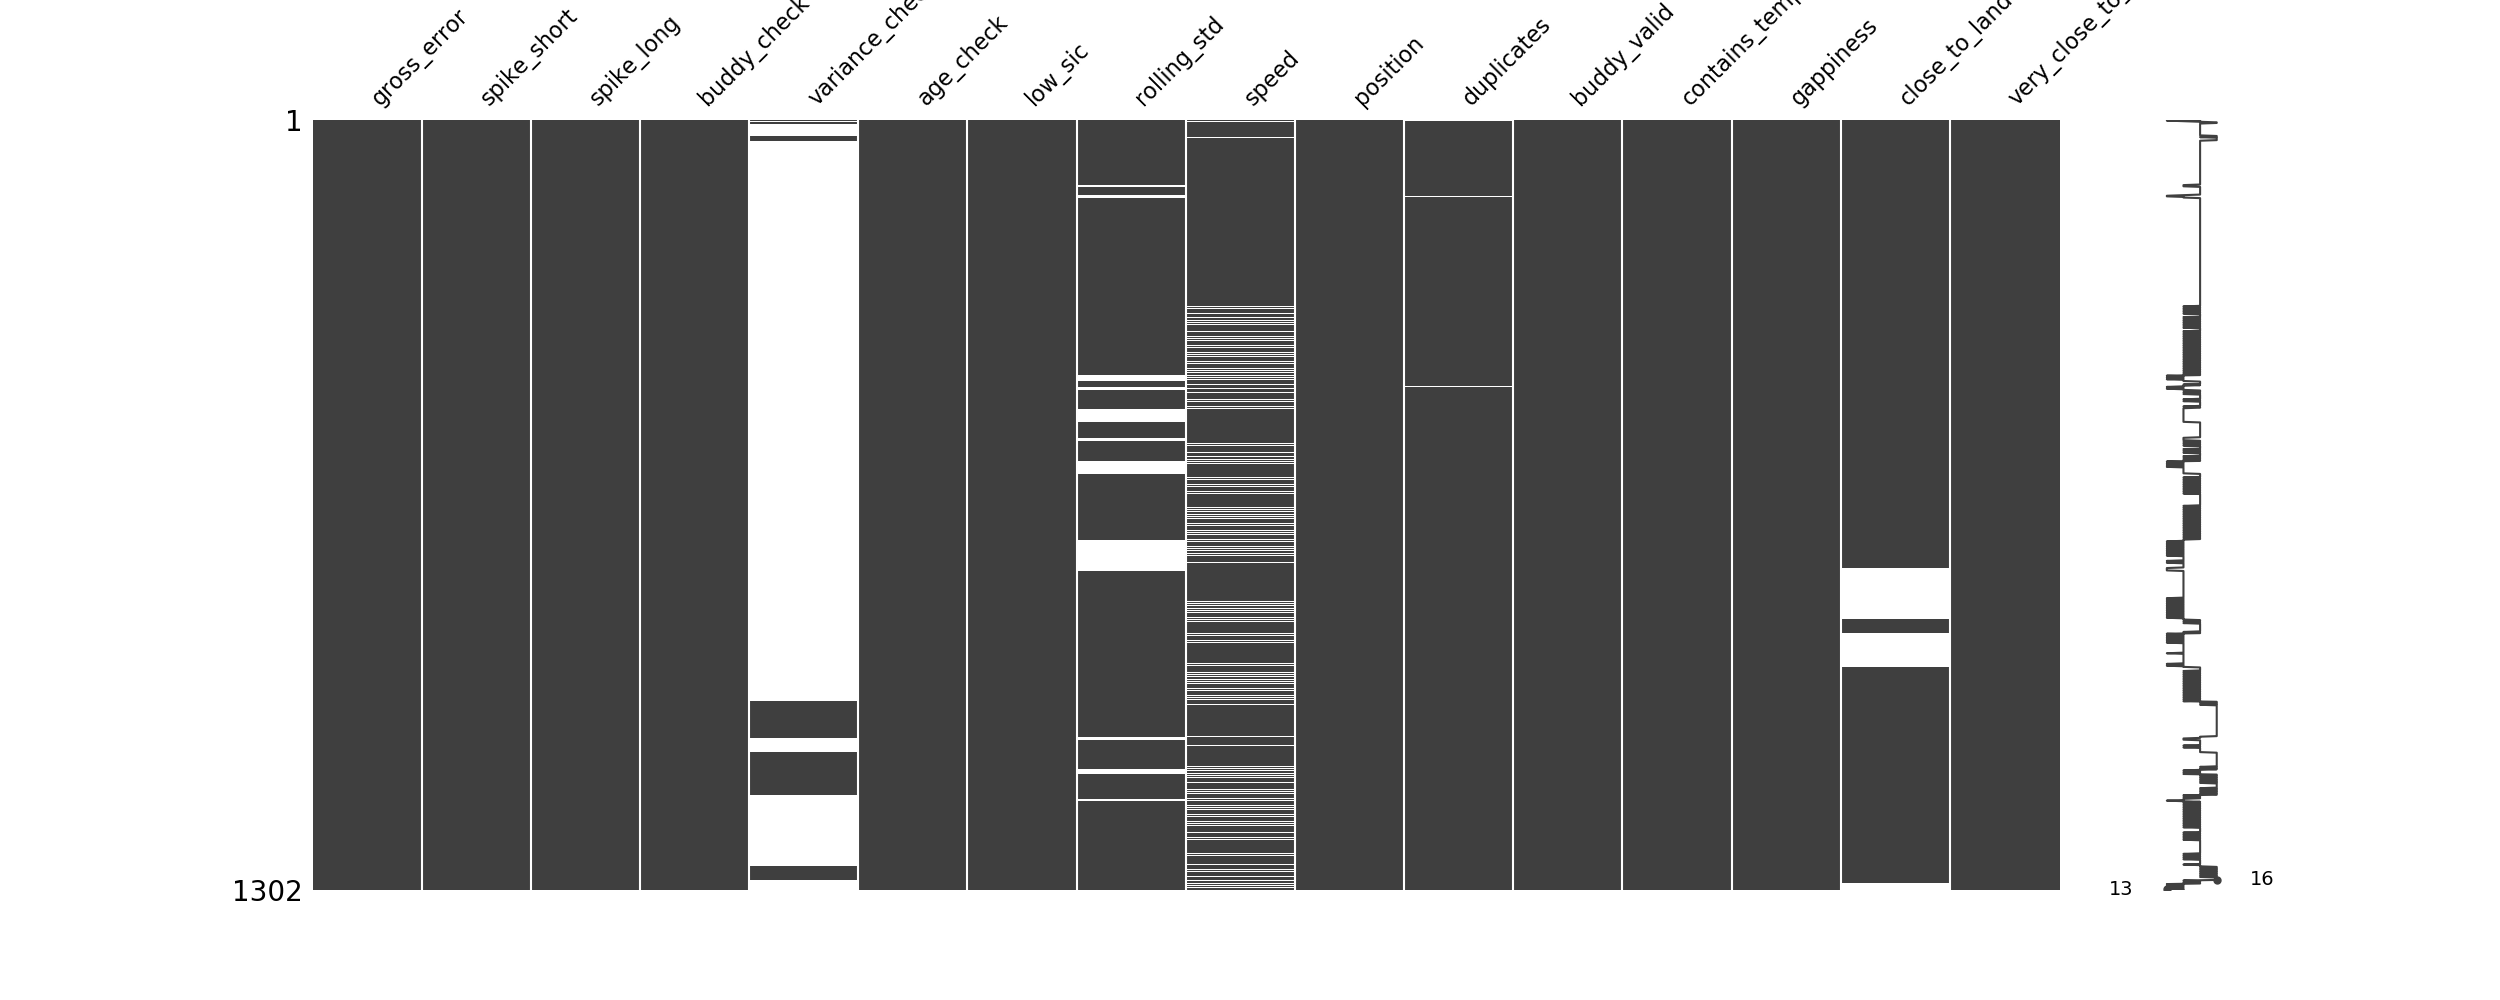 gross_error
spike_short
spike_long
buddy_check
age_check
low_sic
rolling_std
speed
position
duplicates
buddy_valid
gappiness
close_to_land
1
1302
13
16